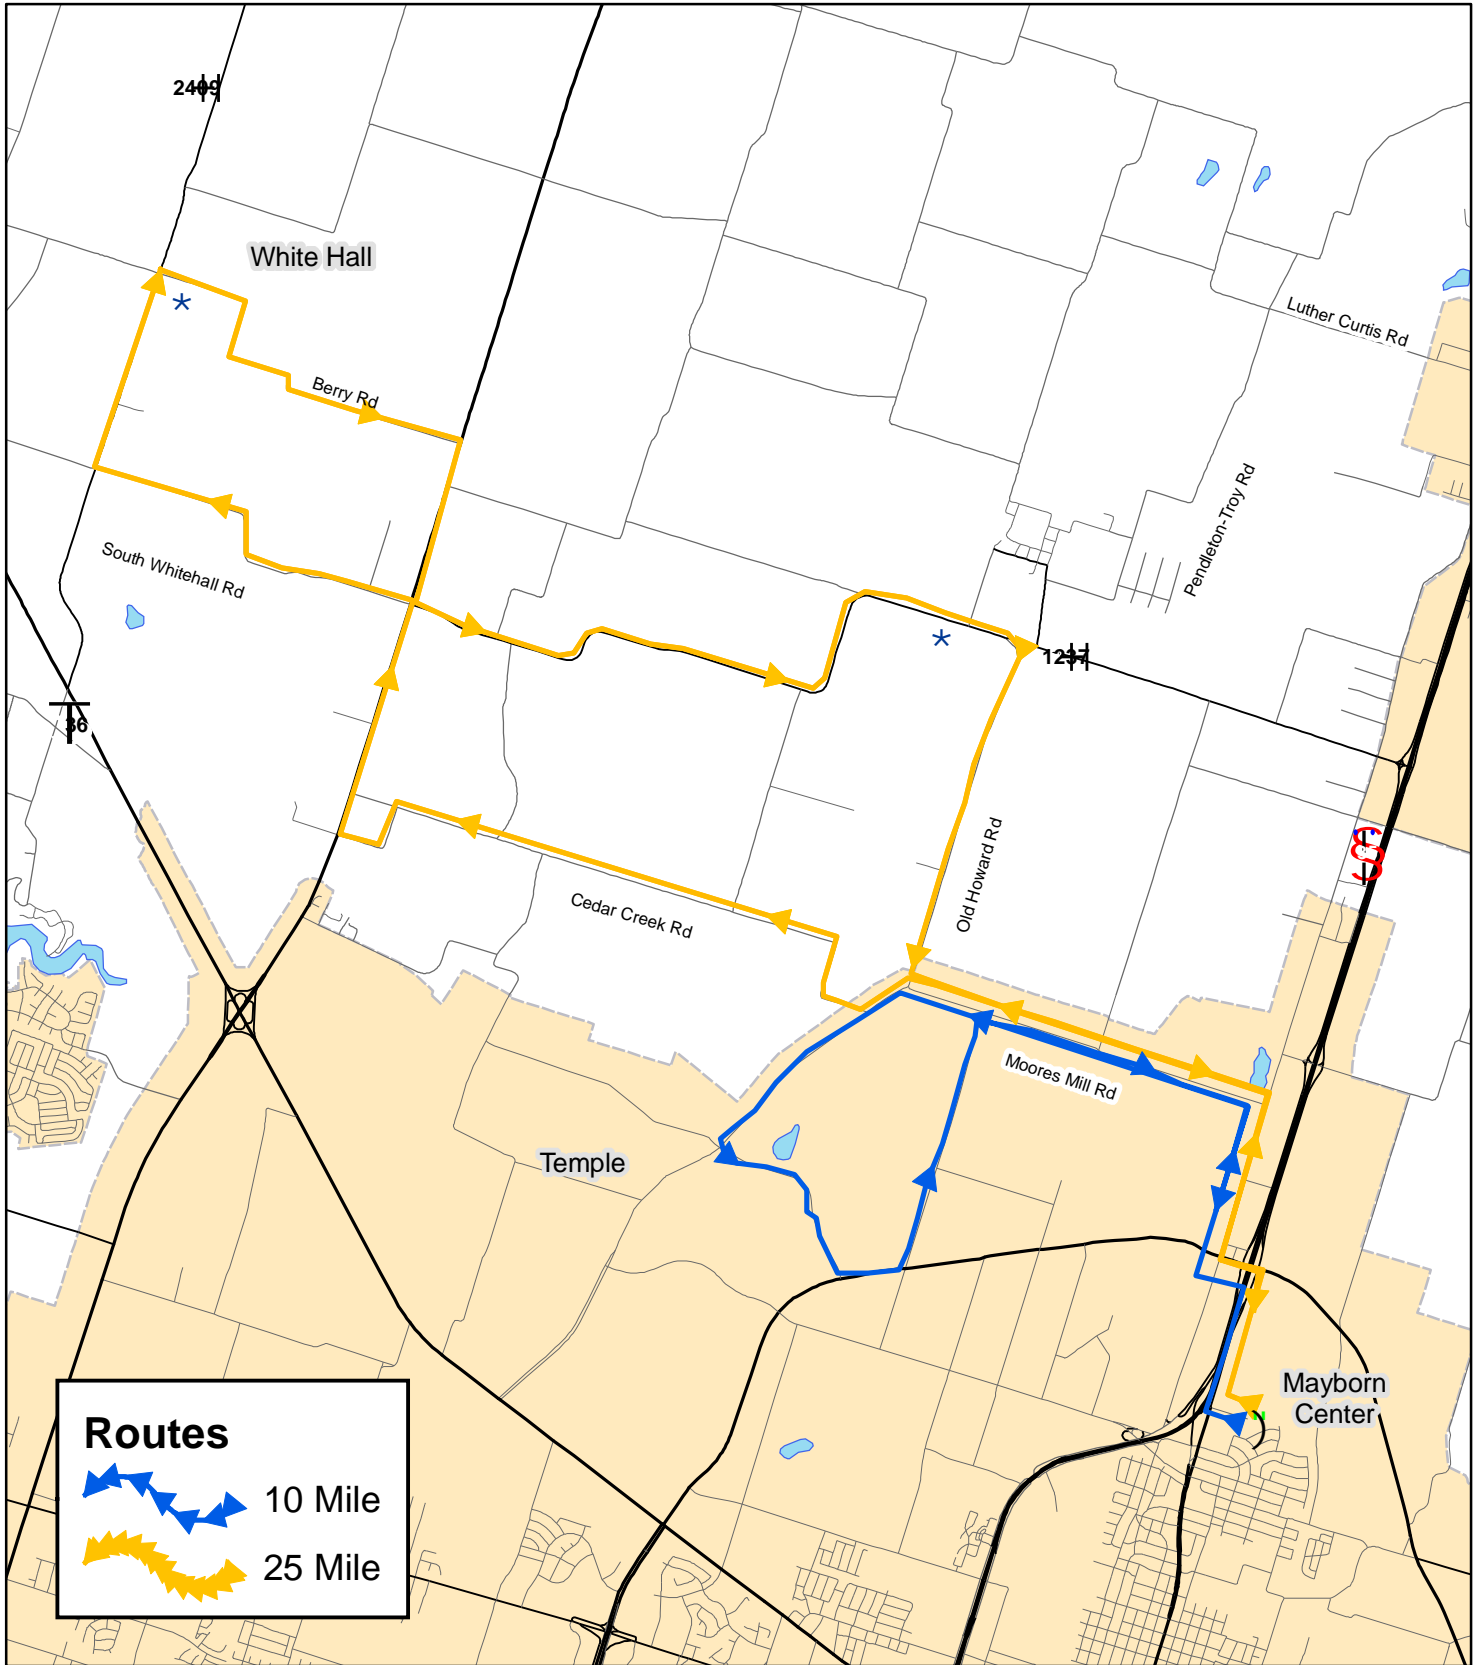 2409
White Hall
Luther Curtis Rd
Berry Rd
Pendleton-Troy Rd
South Whitehall Rd
1237
36
Old Howard Rd
Cedar Creek Rd
Moores Mill Rd
Temple
Mayborn
Center
Routes
10 Mile
25 Mile